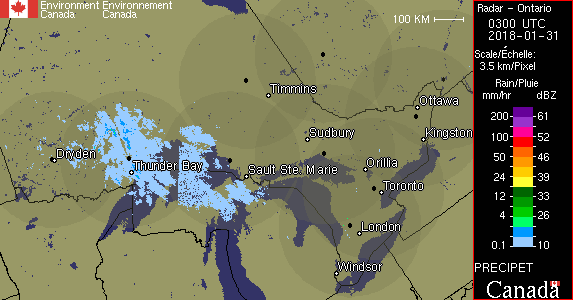 Environment Environnement
Canada Canada
100 KM
Timmins
Ottawa
Sudbury
Kingston
Dryden
Thunder Bay
Sault Ste. Marie
Orillia
Toronto
London
Windsor
Radar - Ontario
0300 UTC
2018-01-31
Scale/Échelle:
3.5 km/Pixel
Rain/Pluie
mm/hr dBZ
200 61
100 52
50 46
24 39
12 33
4 26
0.1 10
PRECIPET
Canada